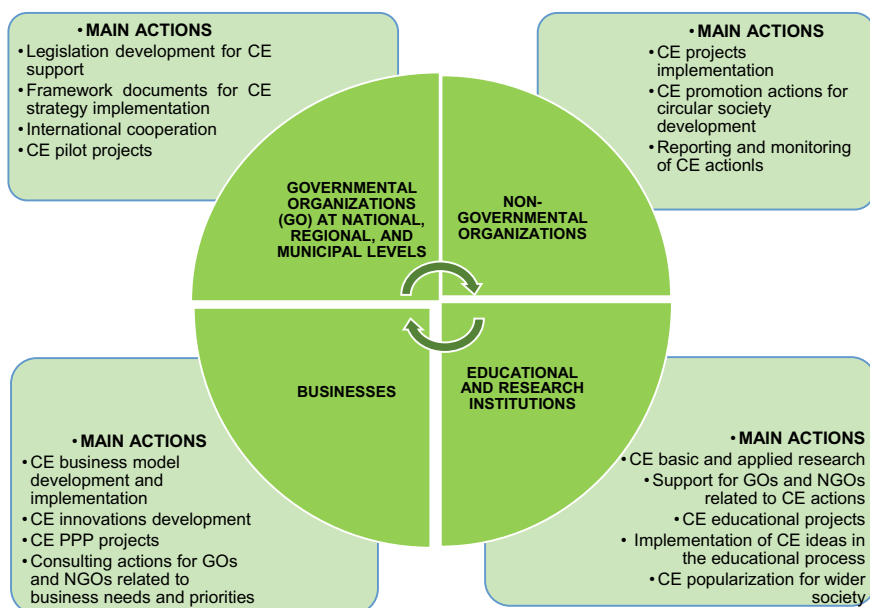 • MAIN ACTIONS
• Legislation development for CE
support
• Framework documents for CE
strategy implementation
• International cooperation
• CE pilot projects
• MAIN ACTIONS
• CE projects
implementation
• CE promotion actions for
circular society
development
• Reporting and monitoring
of CE actionls
GOVERNMENTAL
ORGANIZATIONS
(GO) AT NATIONAL,
REGIONAL, AND
MUNICIPAL LEVELS
NON-
GOVERNMENTAL
ORGANIZATIONS
BUSINESSES
EDUCATIONAL
AND RESEARCH
INSTITUTIONS
• MAIN ACTIONS
• CE business model
development and
implementation
• CE innovations development
• CE PPP projects
• Consulting actions for GOs
and NGOs related to
business needs and priorities
• MAIN ACTIONS
• CE basic and applied research
• Support for GOs and NGOs
related to CE actions
• CE educational projects
• Implementation of CE ideas in
the educational process
• CE popularization for wider
society